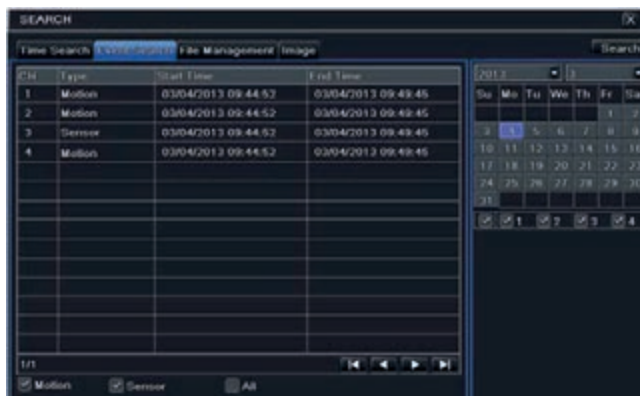 SEARCH
Time Search Event Search File Management Image
Search
CH Type Start Time End Time
1 Motion 03/04/2013 09:44:52 03/04/2013 09:49:45
2 Motion 03/04/2013 09:44:52 03/04/2013 09:49:45
3 Sensor 03/04/2013 09:44:52 03/04/2013 09:49:45
4 Motion 03/04/2013 09:44:52 03/04/2013 09:49:45
1/1
Motion Sensor All
2013 3
Su Mo Tu We Th Fr Sa
1 2
3 4 5 6 7 8 9
10 11 12 13 14 15 16
17 18 19 20 21 22 23
24 25 26 27 28 29 30
31
1 2 3 4